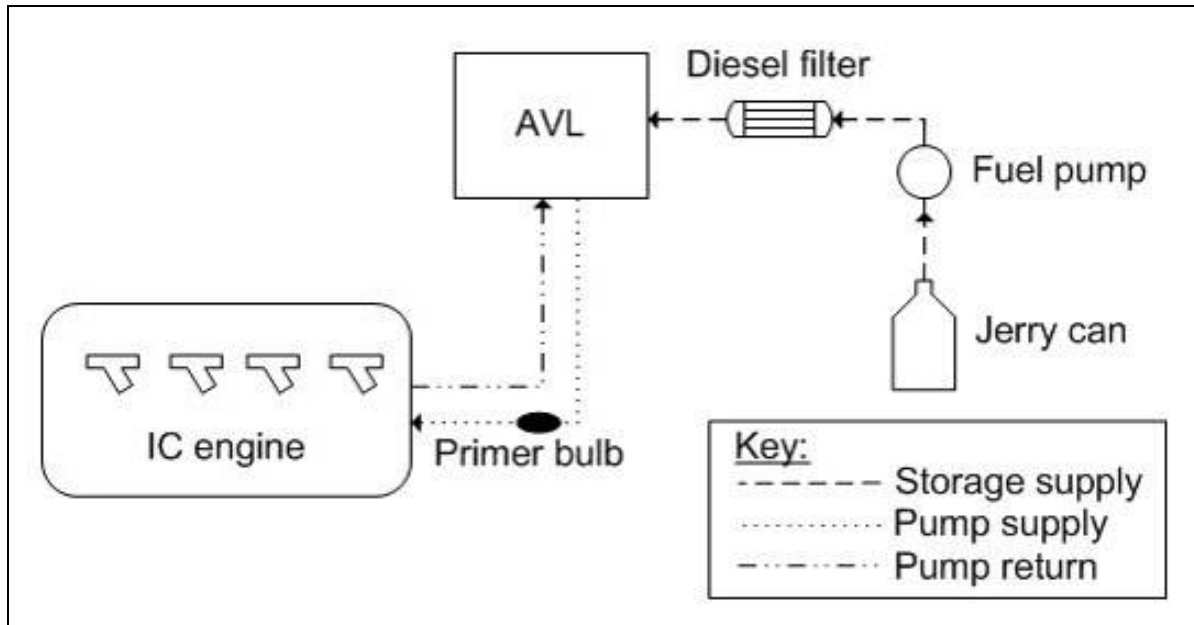 Diesel filter
AVL
Fuel pump
Jerry can
IC engine
Primer bulb
Key:
Storage supply
Pump supply
Pump return